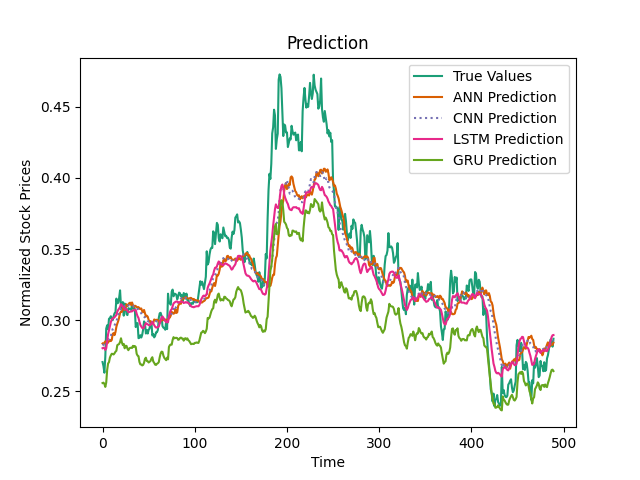 Prediction
True Values
ANN Prediction
CNN Prediction
LSTM Prediction
GRU Prediction
Normalized Stock Prices
0.45
0.40
0.35
0.30
0.25
0 100 200 300 400 500
Time